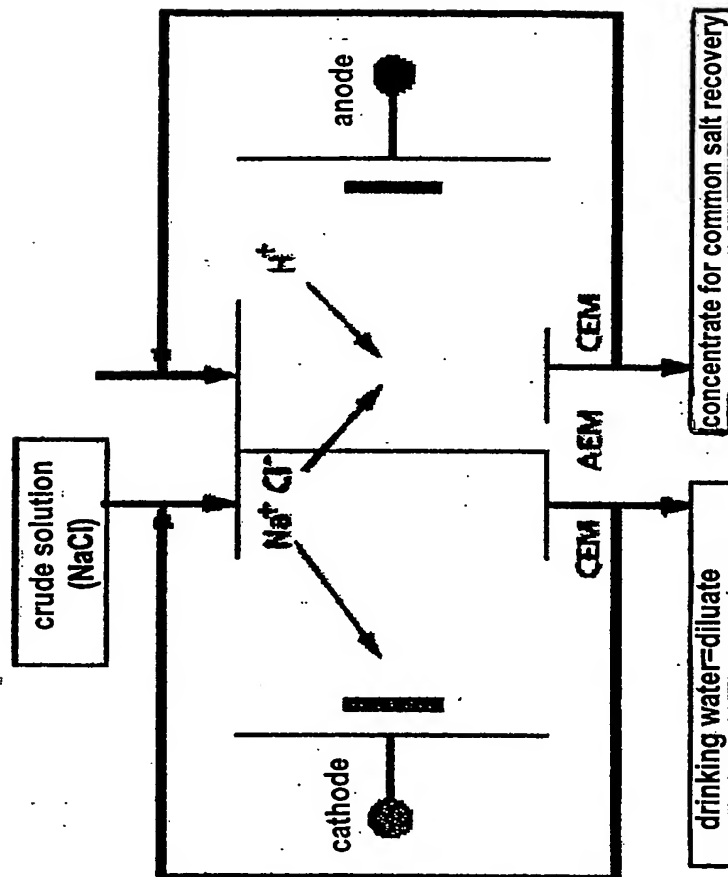 crude solution
(NaCl)
cathode
anode
Na⁺ Cl⁻
H⁺
CEM
AEM
CEM
drinking water=diluate
concentrate for common salt recovery